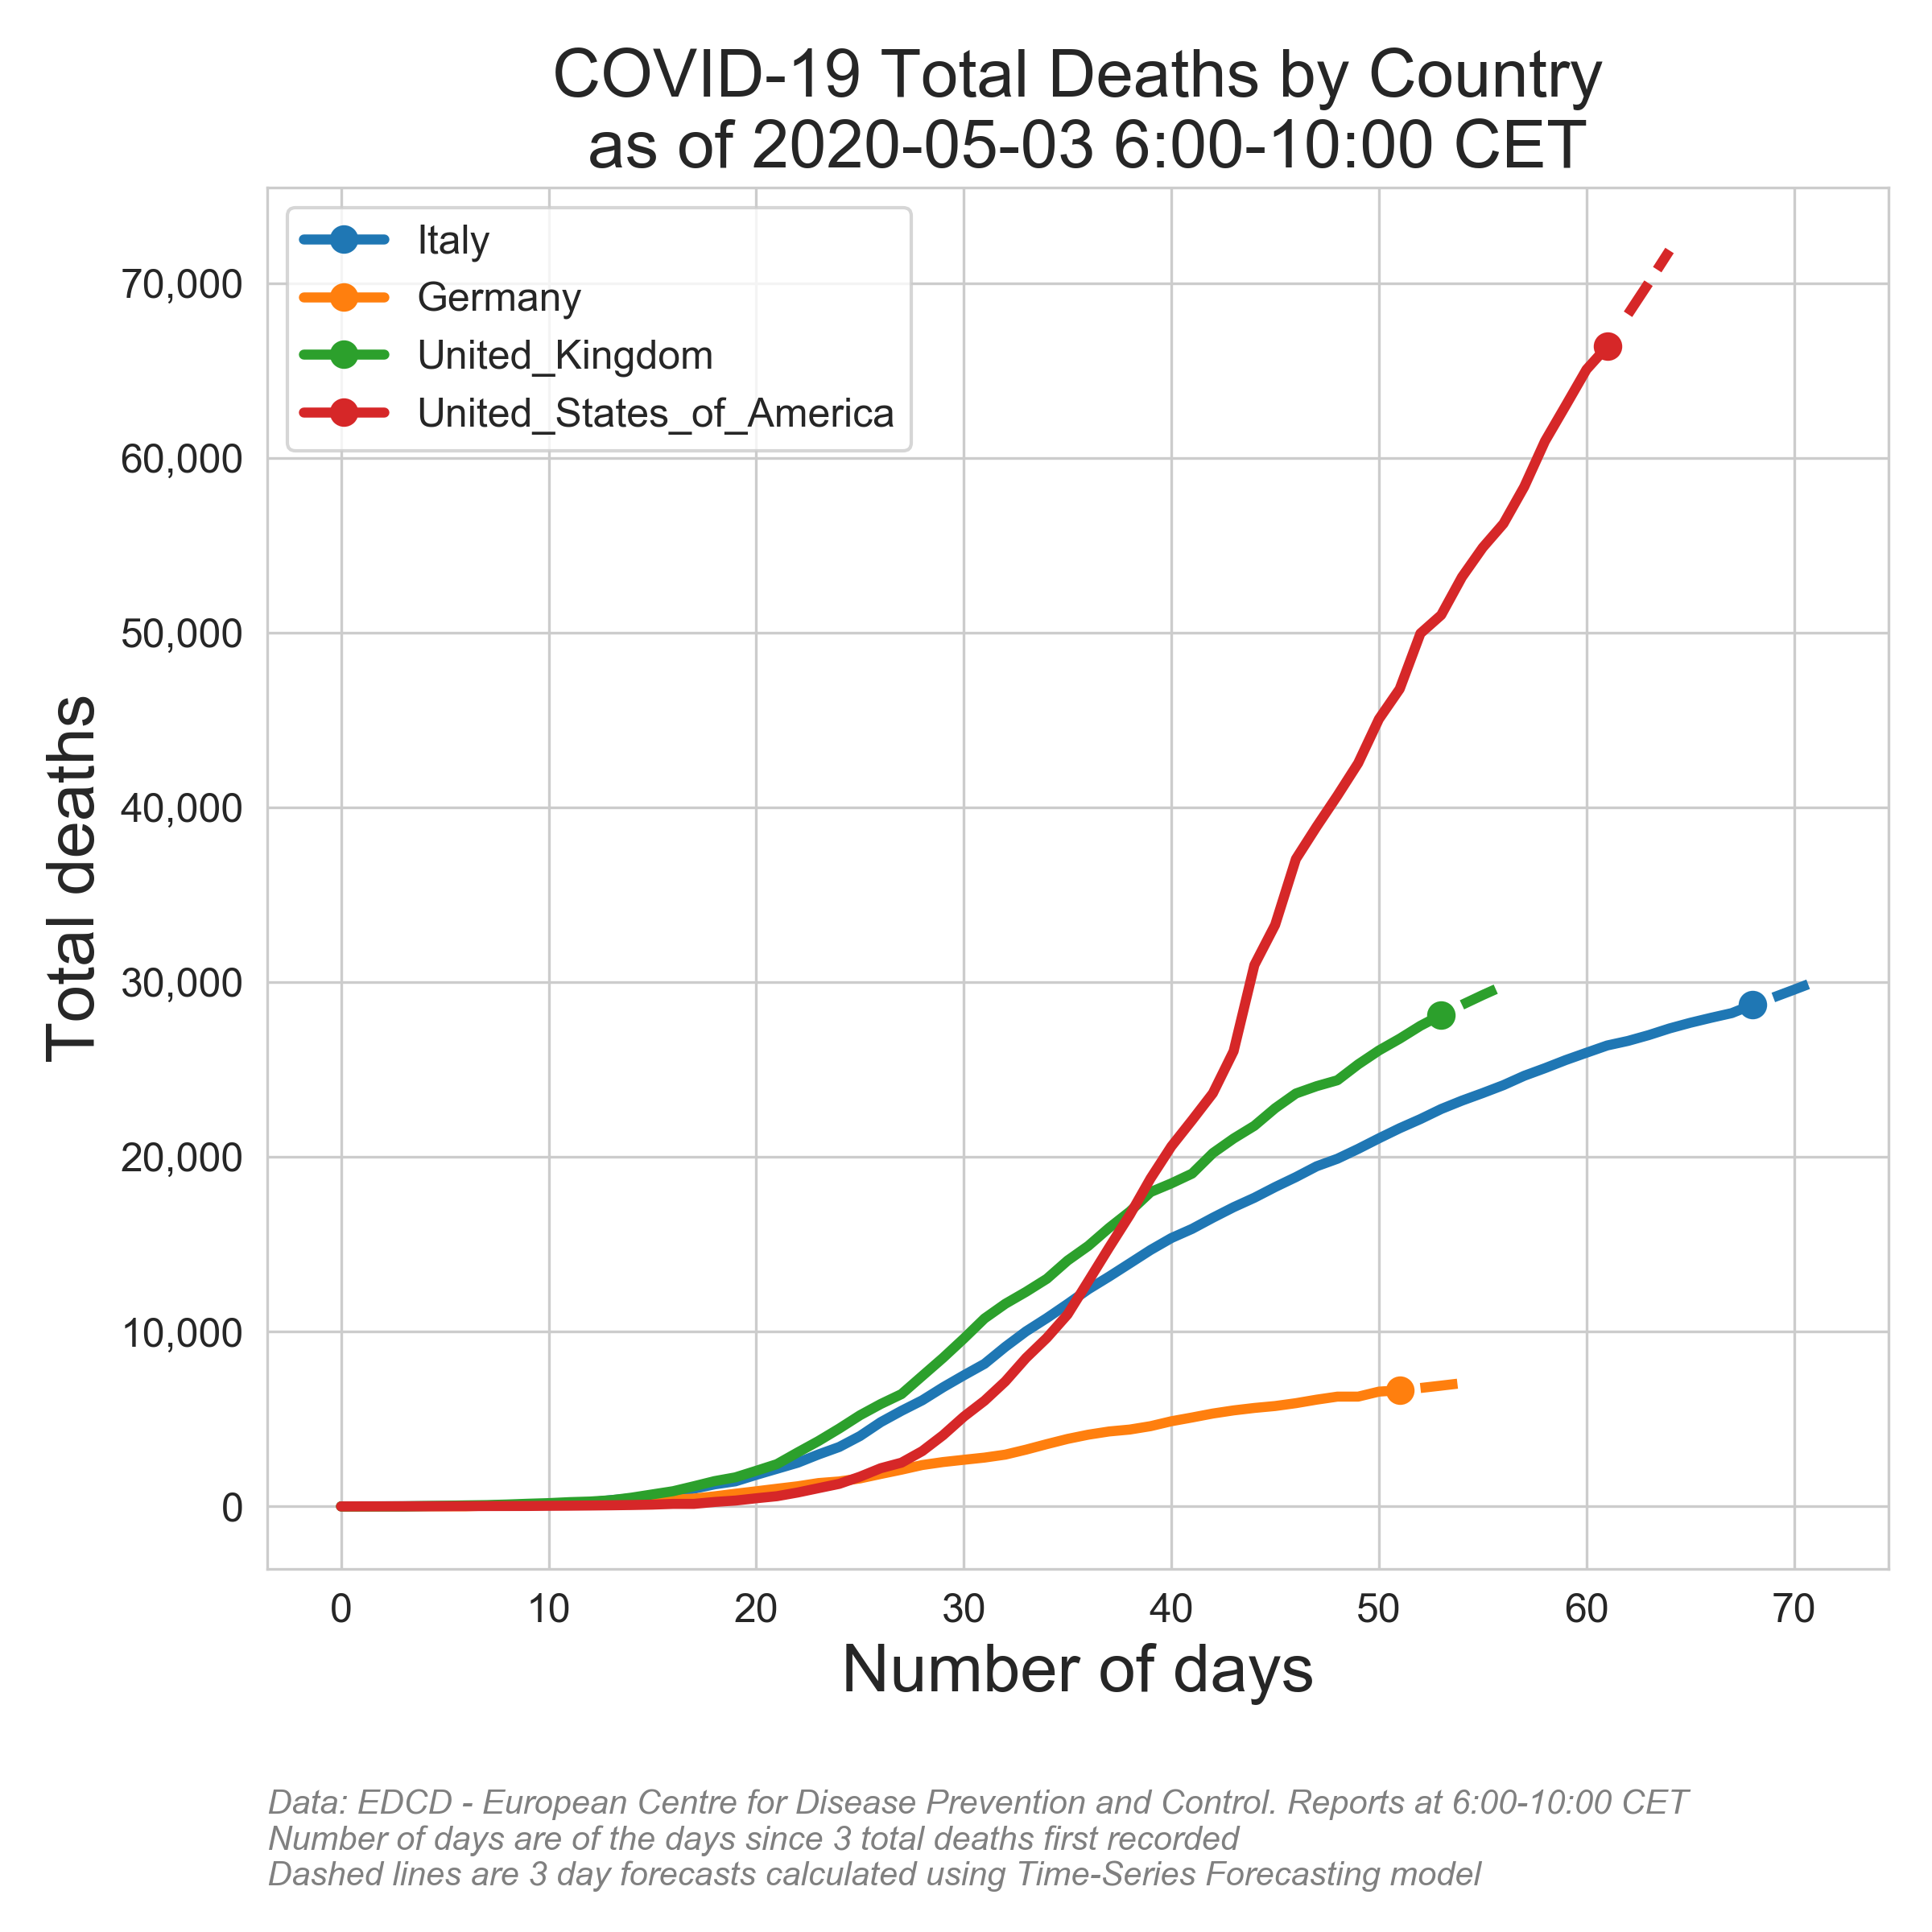 COVID-19 Total Deaths by Country
as of 2020-05-03 6:00-10:00 CET
Italy
Germany
United_Kingdom
United_States_of_America
Total deaths
70,000
60,000
50,000
40,000
30,000
20,000
10,000
0
0 10 20 30 40 50 60 70
Number of days
Data: EDCD - European Centre for Disease Prevention and Control. Reports at 6:00-10:00 CET
Number of days are of the days since 3 total deaths first recorded
Dashed lines are 3 day forecasts calculated using Time-Series Forecasting model